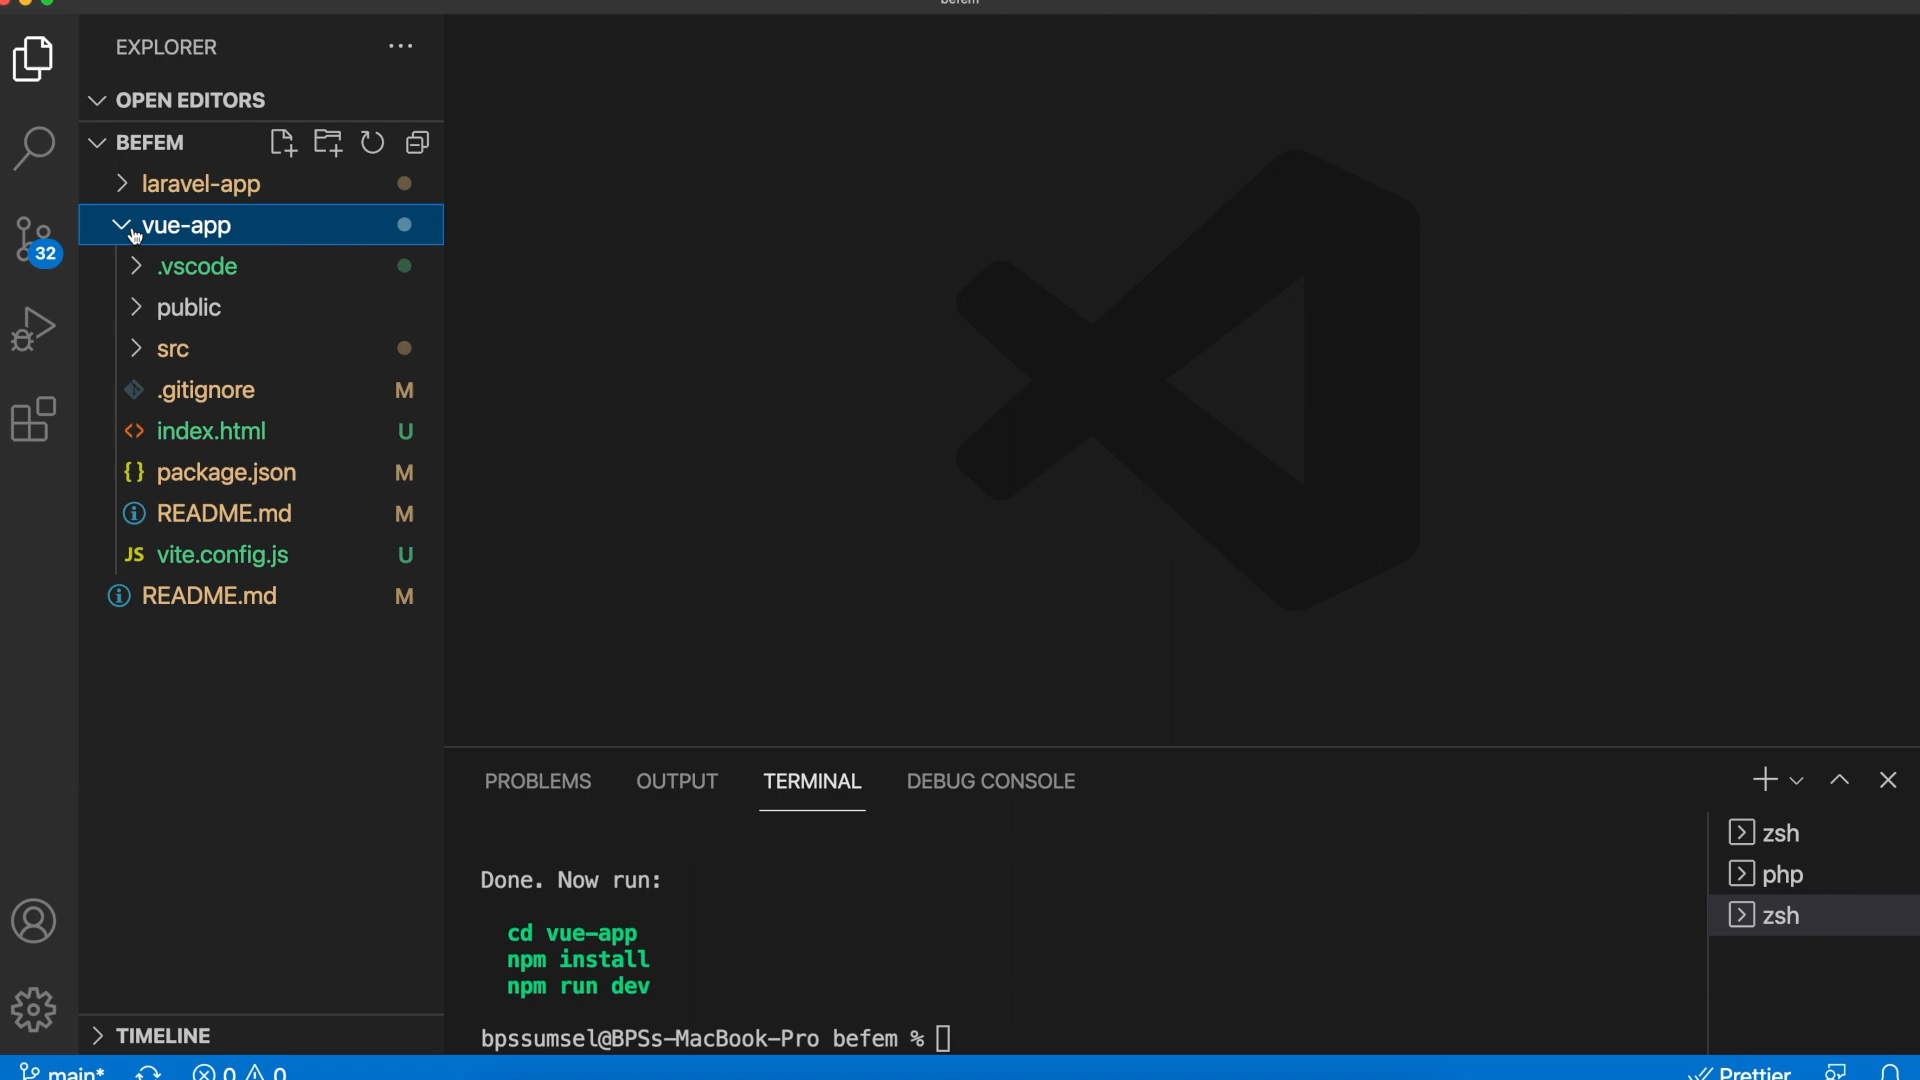 befem
EXPLORER
OPEN EDITORS
BEFEM
laravel-app
vue-app
.vscode
public
src
.gitignore M
index.html U
package.json M
README.md M
JS vite.config.js U
README.md M
32
TIMELINE
PROBLEMS OUTPUT TERMINAL DEBUG CONSOLE
Done. Now run:
cd vue-app
npm install
npm run dev
bpssumsel@BPSs-MacBook-Pro befem %
zsh
php
zsh
main* 0 0 Prettier